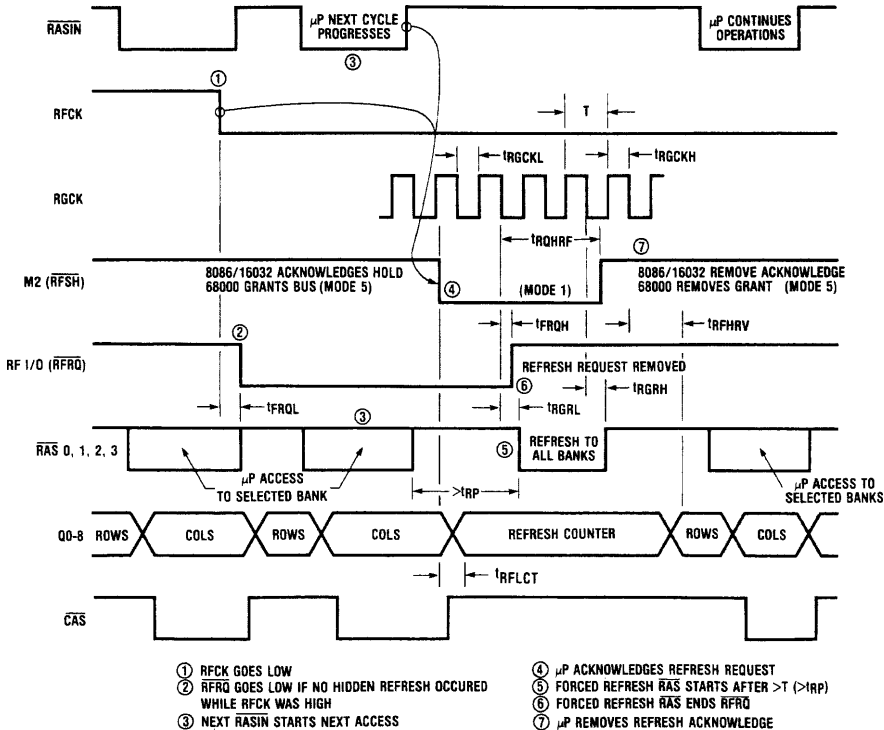 RASIN
µP NEXT CYCLE
PROGRESSES
③
µP CONTINUES
OPERATIONS
①
RFCK
T
tRGCKL
tRGCKH
RGCK
tRQHRF
⑦
M2 (RFSH)
8086/16032 ACKNOWLEDGES HOLD
68000 GRANTS BUS (MODE 5)
④
(MODE 1)
8086/16032 REMOVE ACKNOWLEDGE
68000 REMOVES GRANT (MODE 5)
tFRQH
tRFHRV
②
RF I/O (RFRQ)
REFRESH REQUEST REMOVED
⑥
tFRQL
tRGRL
tRGRH
③
RAS 0, 1, 2, 3
⑤
REFRESH TO
ALL BANKS
µP ACCESS
TO SELECTED BANK
>tRP
µP ACCESS TO
SELECTED BANKS
Q0-8
ROWS
COLS
ROWS
COLS
REFRESH COUNTER
ROWS
COLS
tRFLCT
CAS
① RFCK GOES LOW
② RFRQ GOES LOW IF NO HIDDEN REFRESH OCCURED
WHILE RFCK WAS HIGH
③ NEXT RASIN STARTS NEXT ACCESS
④ µP ACKNOWLEDGES REFRESH REQUEST
⑤ FORCED REFRESH RAS STARTS AFTER >T (>tRP)
⑥ FORCED REFRESH RAS ENDS RFRQ
⑦ µP REMOVES REFRESH ACKNOWLEDGE